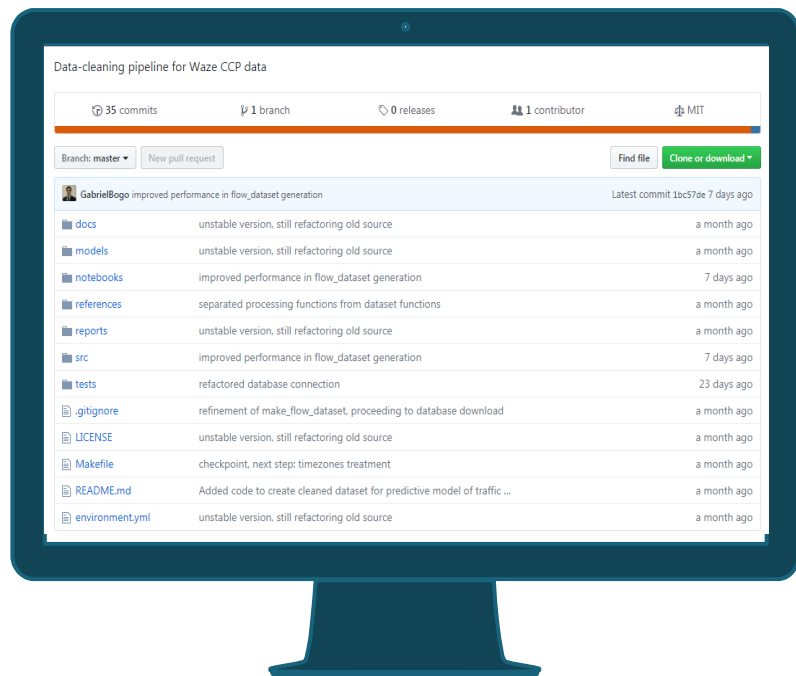 Data-cleaning pipeline for Waze CCP data
35 commits 1 branch 0 releases 1 contributor MIT
Branch: master New pull request Find file Clone or download
GabrielBogo improved performance in flow_dataset generation Latest commit 1bc57de 7 days ago
docs unstable version, still refactoring old source a month ago
models unstable version, still refactoring old source a month ago
notebooks improved performance in flow_dataset generation 7 days ago
references separated processing functions from dataset functions a month ago
reports unstable version, still refactoring old source a month ago
src improved performance in flow_dataset generation 7 days ago
tests refactored database connection 23 days ago
.gitignore refinement of make_flow_dataset, proceeding to database download a month ago
LICENSE unstable version, still refactoring old source a month ago
Makefile checkpoint, next step: timezones treatment a month ago
README.md Added code to create cleaned dataset for predictive model of traffic ... a month ago
environment.yml unstable version, still refactoring old source a month ago